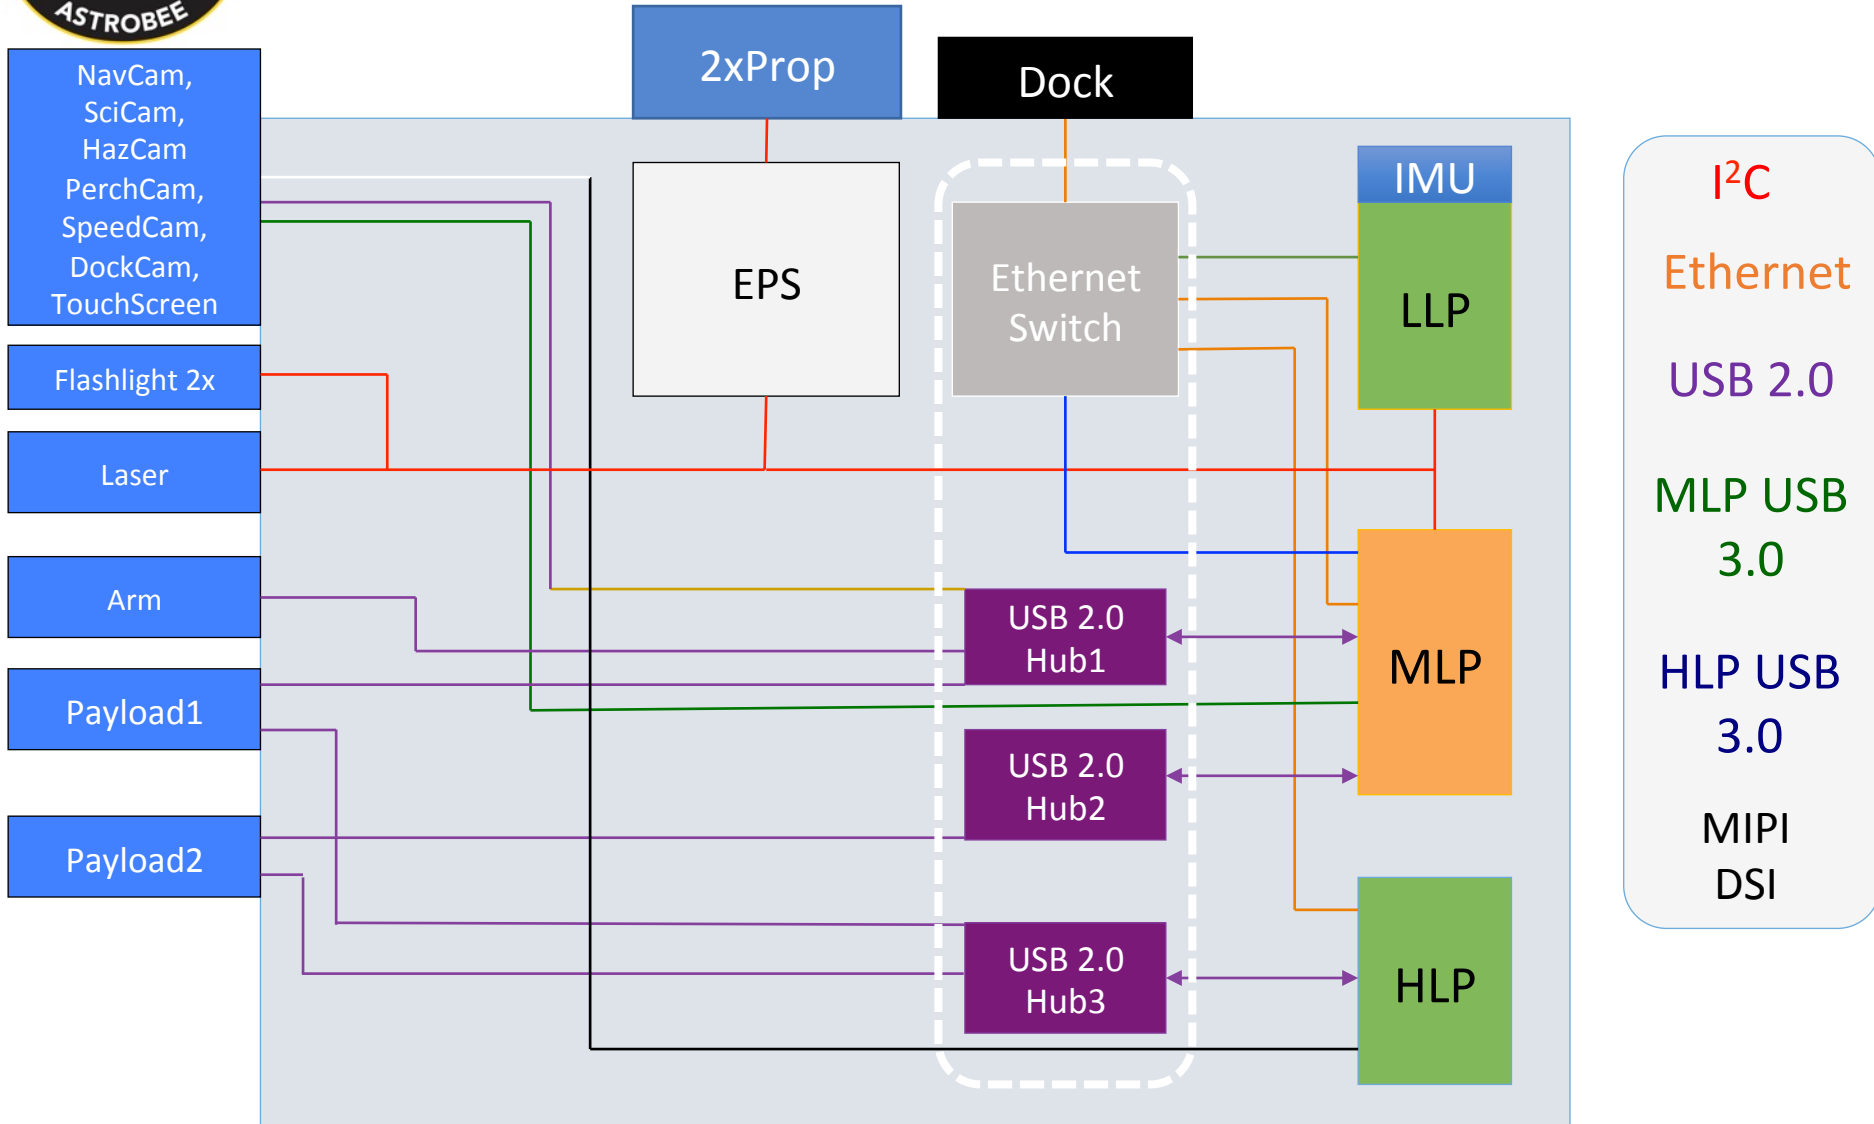 ASTROBEE
NavCam,
SciCam,
HazCam
PerchCam,
SpeedCam,
DockCam,
TouchScreen
Flashlight 2x
Laser
Arm
Payload1
Payload2
2xProp
Dock
EPS
Ethernet
Switch
IMU
LLP
USB 2.0
Hub1
MLP
USB 2.0
Hub2
USB 2.0
Hub3
HLP
I²C
Ethernet
USB 2.0
MLP USB
3.0
HLP USB
3.0
MIPI
DSI